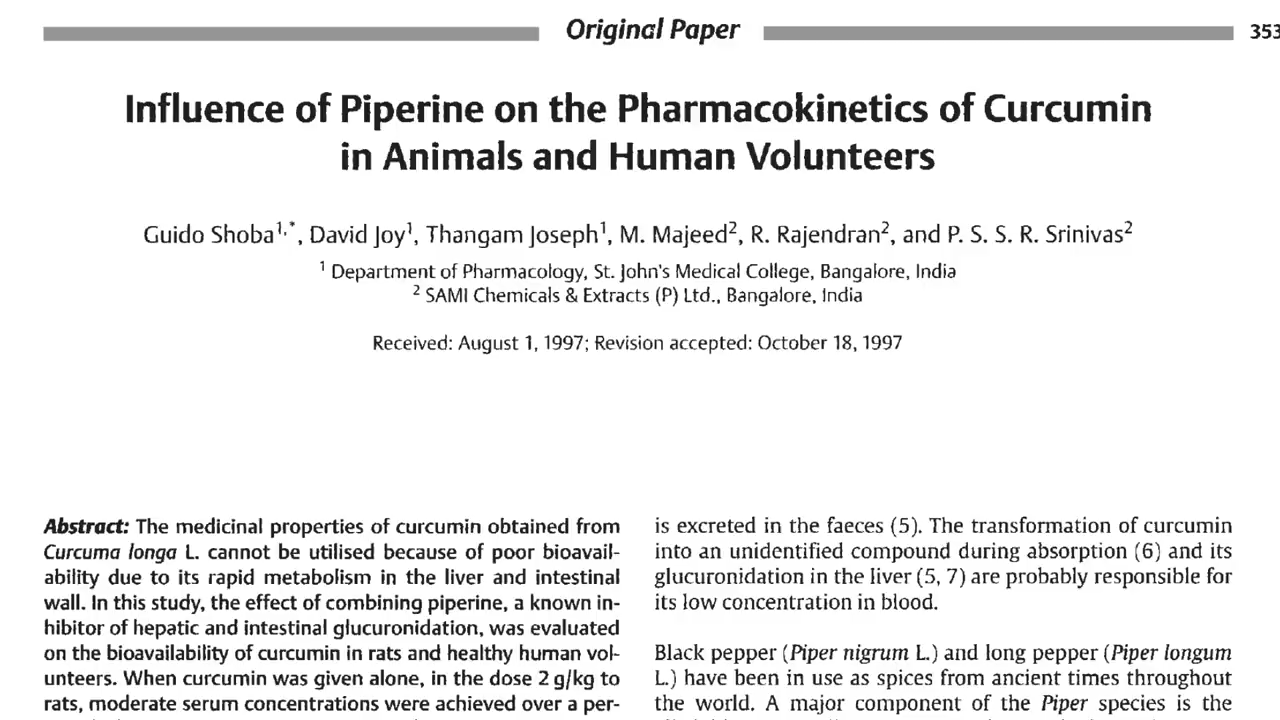 Original Paper
353
Influence of Piperine on the Pharmacokinetics of Curcumin
in Animals and Human Volunteers
Guido Shoba1,*, David Joy1, Thangam Joseph1, M. Majeed2, R. Rajendran2, and P. S. S. R. Srinivas2
1 Department of Pharmacology, St. John's Medical College, Bangalore, India
2 SAMI Chemicals & Extracts (P) Ltd., Bangalore, India
Received: August 1, 1997; Revision accepted: October 18, 1997
Abstract: The medicinal properties of curcumin obtained from
Curcuma longa L. cannot be utilised because of poor bioavail-
ability due to its rapid metabolism in the liver and intestinal
wall. In this study, the effect of combining piperine, a known in-
hibitor of hepatic and intestinal glucuronidation, was evaluated
on the bioavailability of curcumin in rats and healthy human vol-
unteers. When curcumin was given alone, in the dose 2 g/kg to
rats, moderate serum concentrations were achieved over a per-
is excreted in the faeces (5). The transformation of curcumin
into an unidentified compound during absorption (6) and its
glucuronidation in the liver (5, 7) are probably responsible for
its low concentration in blood.
Black pepper (Piper nigrum L.) and long pepper (Piper longum
L.) have been in use as spices from ancient times throughout
the world. A major component of the Piper species is the